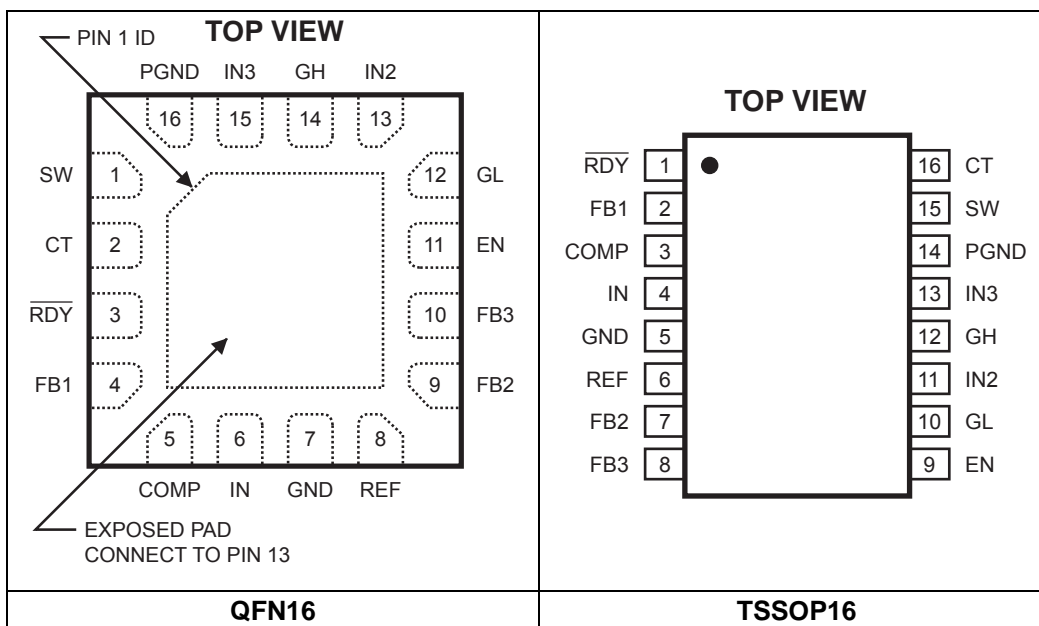 TOP VIEW
PIN 1 ID
PGND IN3 GH IN2
16 15 14 13
SW 1
CT 2
RDY 3
FB1 4
12 GL
11 EN
10 FB3
9 FB2
5 6 7 8
COMP IN GND REF
EXPOSED PAD
CONNECT TO PIN 13
QFN16
TOP VIEW
RDY 1
FB1 2
COMP 3
IN 4
GND 5
REF 6
FB2 7
FB3 8
16 CT
15 SW
14 PGND
13 IN3
12 GH
11 IN2
10 GL
9 EN
TSSOP16